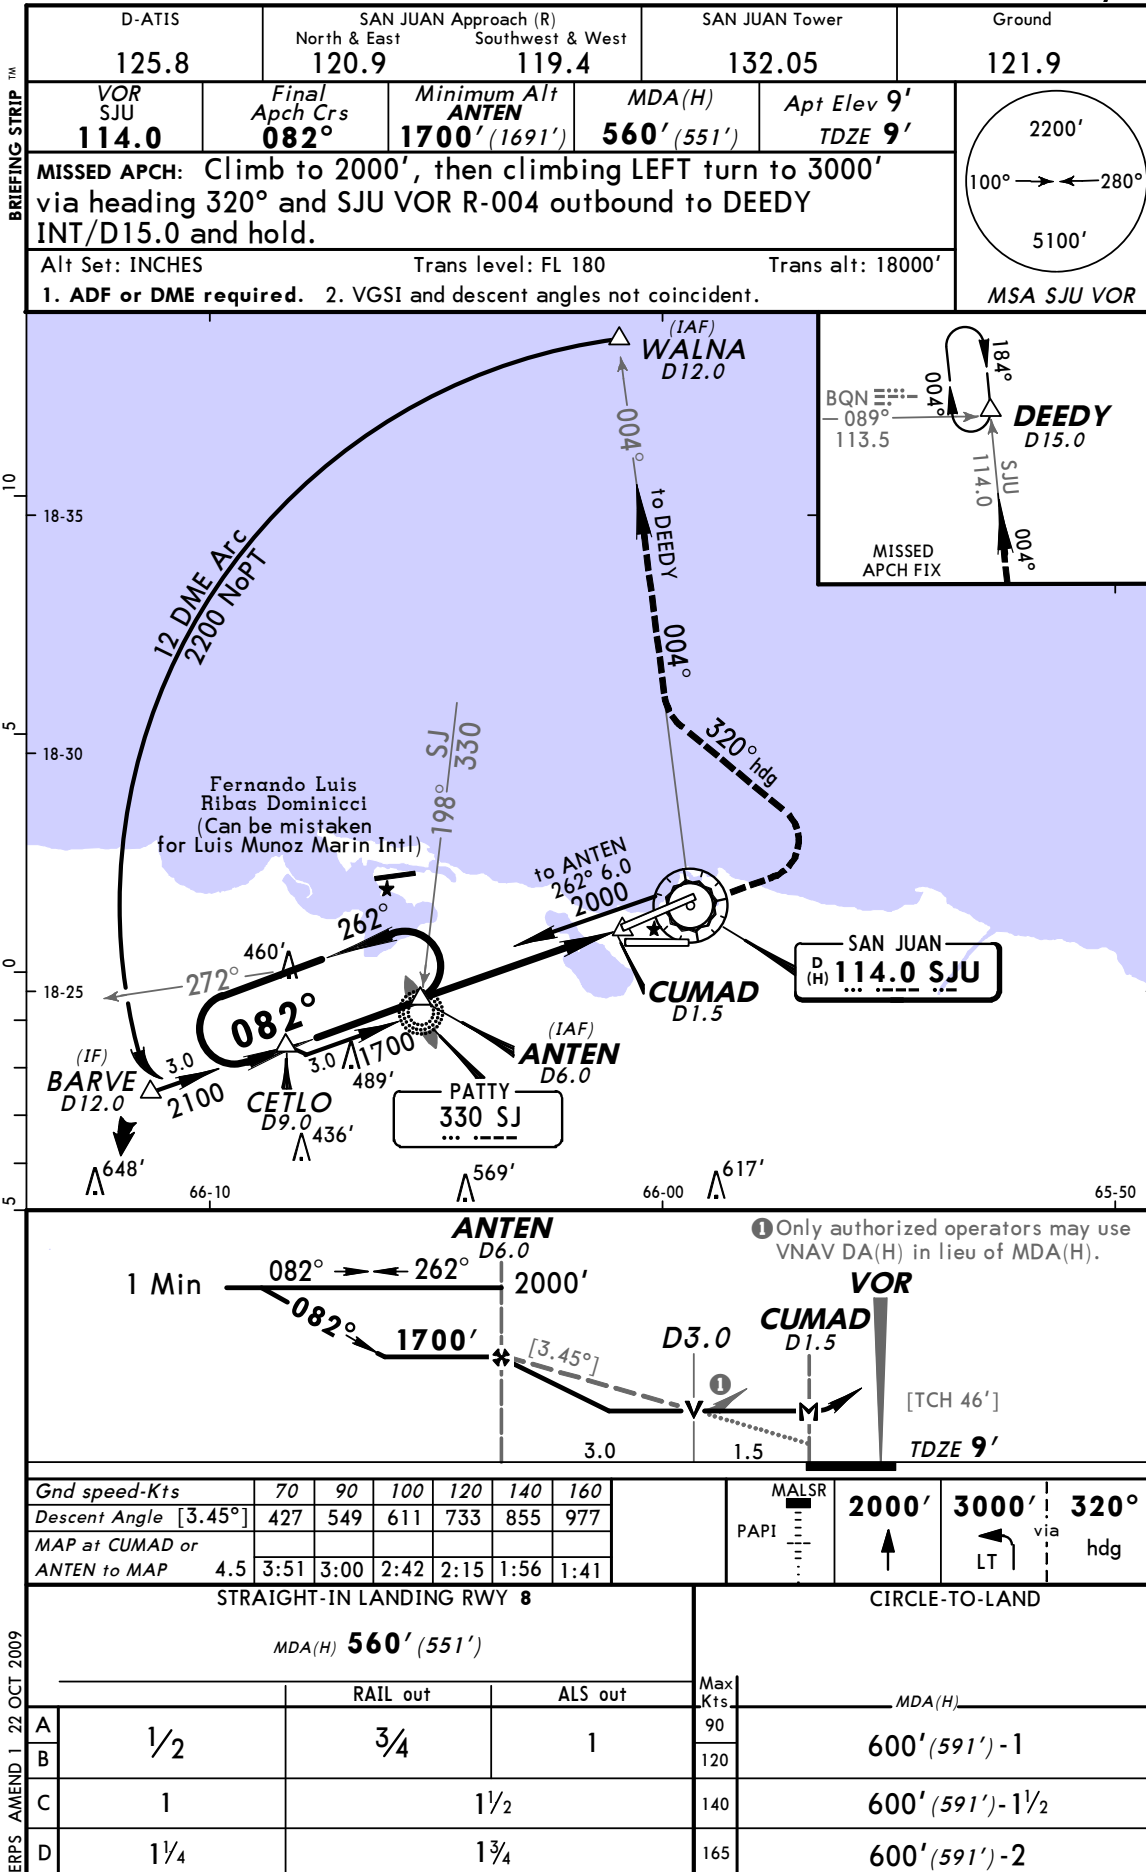 D-ATIS
125.8
SAN JUAN Approach (R)
North & East Southwest & West
120.9 119.4
SAN JUAN Tower
132.05
Ground
121.9
BRIEFING STRIP ™
VOR
SJU
114.0
Final
Apch Crs
082°
Minimum Alt
ANTEN
1700' (1691')
MDA(H)
560' (551')
Apt Elev 9'
TDZE 9'
MISSED APCH: Climb to 2000', then climbing LEFT turn to 3000'
via heading 320° and SJU VOR R-004 outbound to DEEDY
INT/D15.0 and hold.
Alt Set: INCHES Trans level: FL 180 Trans alt: 18000'
1. ADF or DME required. 2. VGSI and descent angles not coincident.
2200'
100° 280°
5100'
MSA SJU VOR
(IAF)
WALNA
D12.0
004°
to DEEDY
004°
320° hdg
12 DME Arc
2200 NoPT
184°
004°
BQN
089°
113.5
DEEDY
D15.0
SJU
114.0
004°
MISSED
APCH FIX
10
18-35
5
18-30
0
18-25
5
SJ
330
198°
Fernando Luis
Ribas Dominicci
(Can be mistaken
for Luis Munoz Marin Intl)
to ANTEN
262° 6.0
2000
262°
460'
272°
082°
SAN JUAN
D
(H) 114.0 SJU
CUMAD
D1.5
(IAF)
ANTEN
D6.0
(IF)
BARVE
D12.0
3.0
2100
CETLO
D9.0
3.0
1700
489'
436'
PATTY
330 SJ
648'
569'
617'
66-10 66-00 65-50
ANTEN
D6.0
1 Only authorized operators may use
VNAV DA(H) in lieu of MDA(H).
1 Min
082° 262°
2000'
082°
1700'
[3.45°]
D3.0
1
CUMAD
D1.5
VOR
[TCH 46']
3.0 1.5
TDZE 9'
Gnd speed-Kts 70 90 100 120 140 160
Descent Angle [3.45°] 427 549 611 733 855 977
MAP at CUMAD or
ANTEN to MAP 4.5 3:51 3:00 2:42 2:15 1:56 1:41
MALSR
PAPI
2000'
3000'
LT
via
320°
hdg
STRAIGHT-IN LANDING RWY 8
MDA(H) 560' (551')
RAIL out ALS out
A
B
1/2 3/4 1
C 1 1 1/2
D 1 1/4 1 3/4
CIRCLE-TO-LAND
Max
Kts
MDA(H)
90
120
600' (591') - 1
140 600' (591') - 1 1/2
165 600' (591') - 2
ERPS AMEND 1 22 OCT 2009